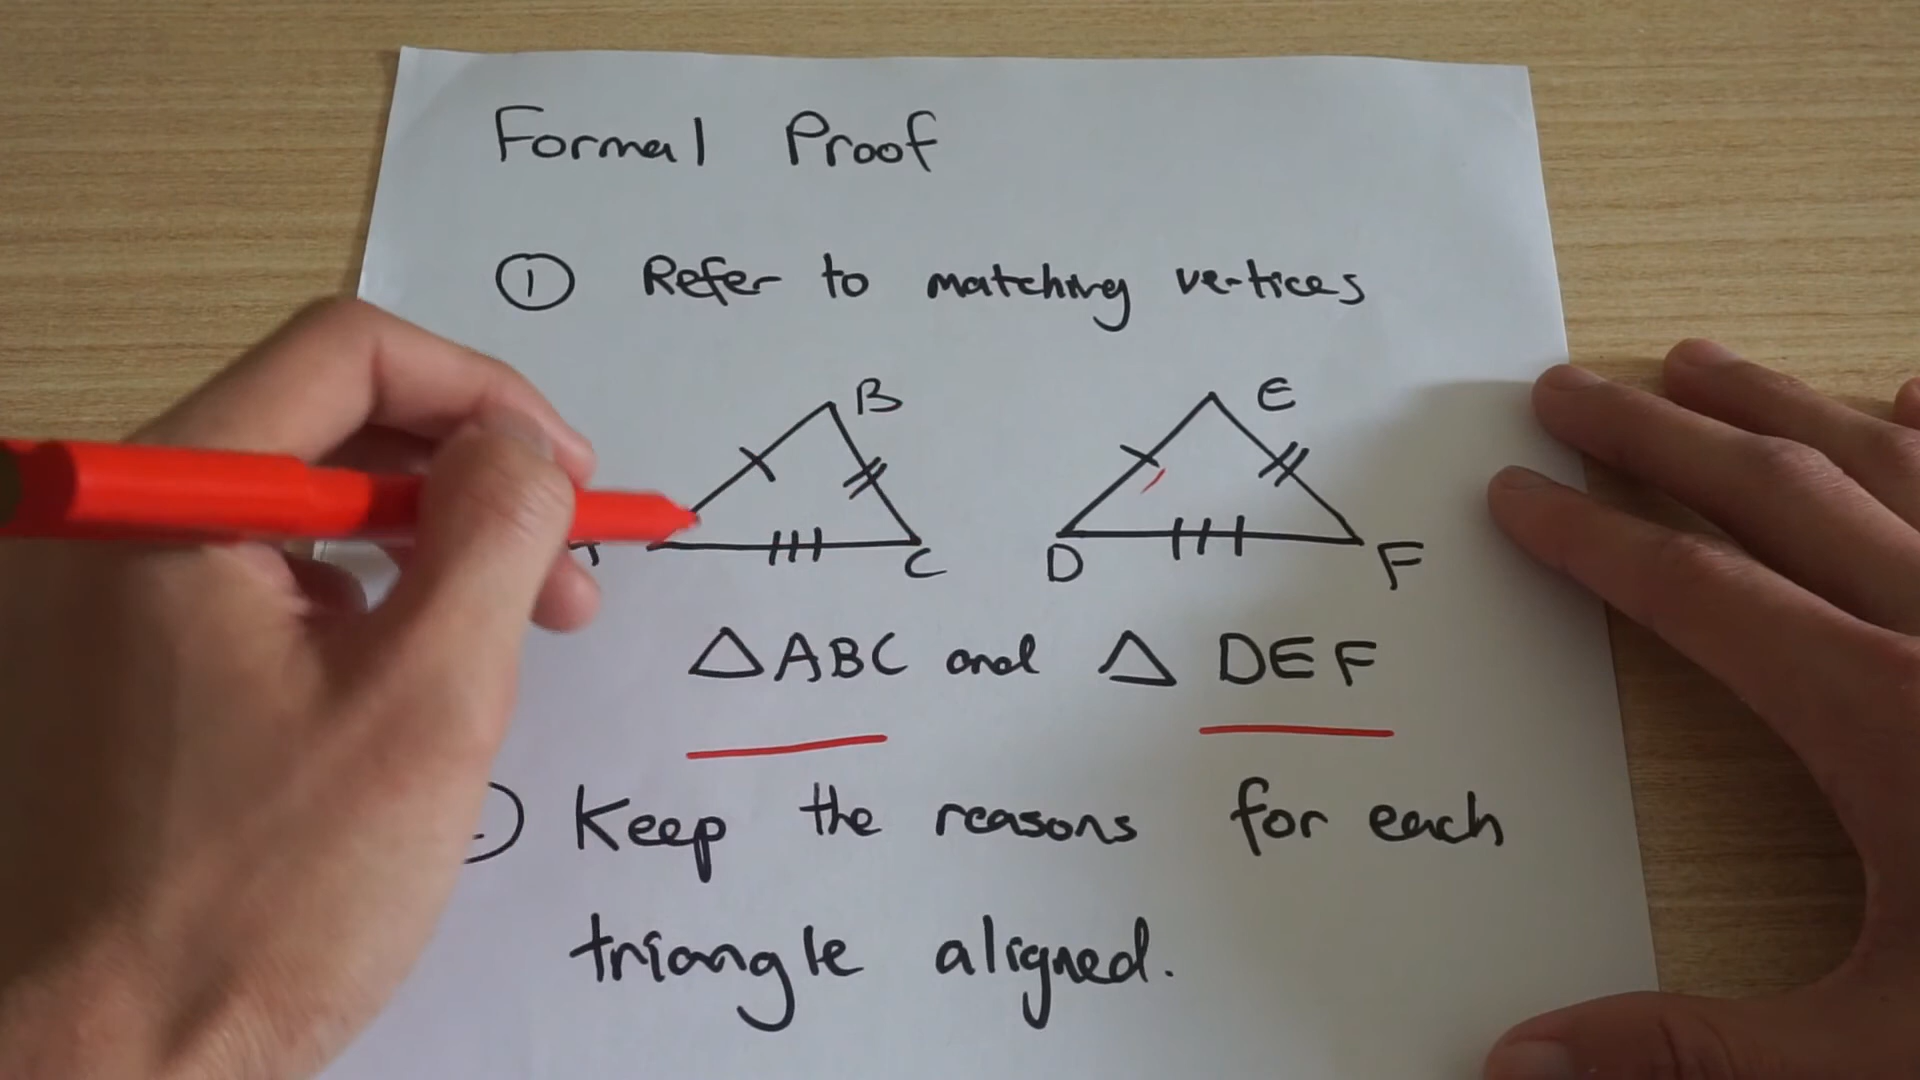 Formal Proof
① Refer to matching vertices
B E
C D F
△ABC and △ DEF
Keep the reasons for each
triangle aligned.